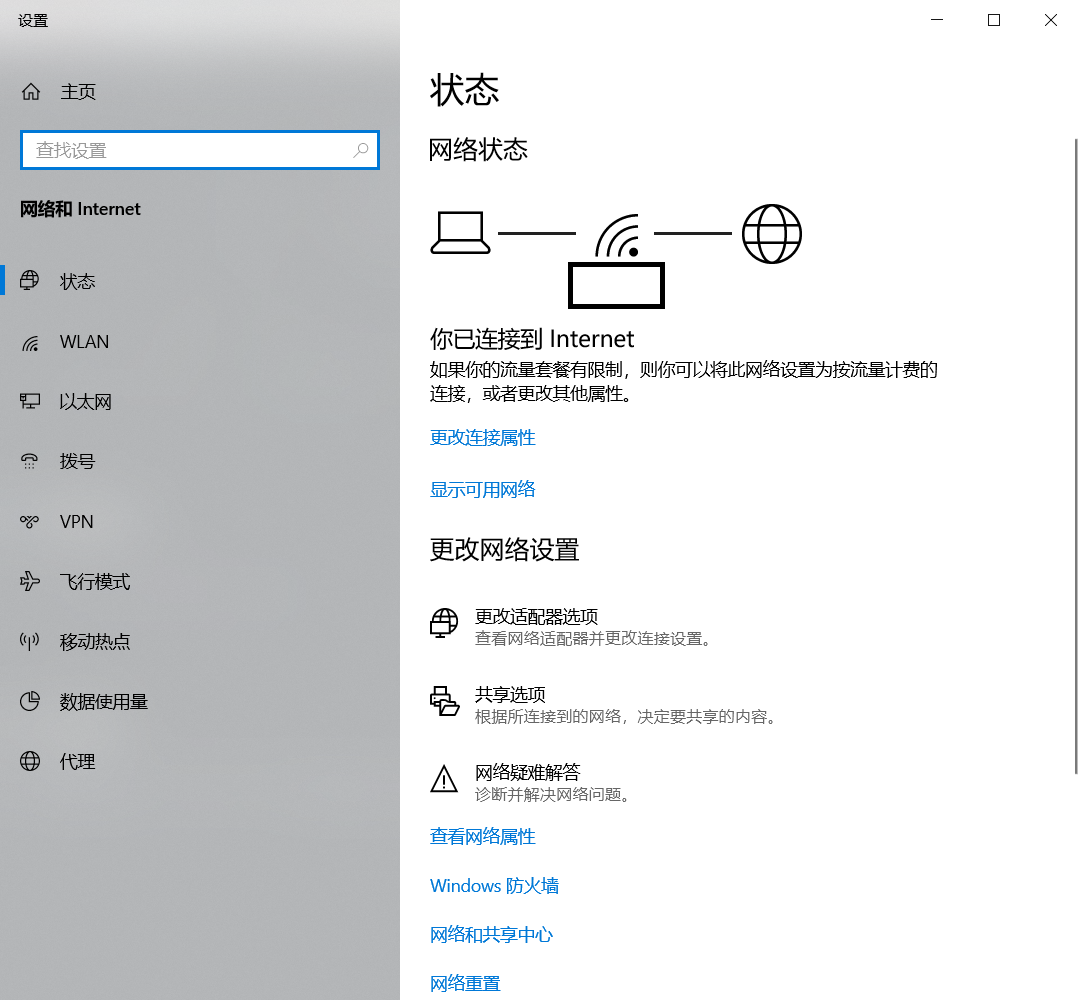 设置
主页
查找设置
网络和 Internet
状态
WLAN
以太网
拨号
VPN
飞行模式
移动热点
数据使用量
代理
状态
网络状态
你已连接到 Internet
如果你的流量套餐有限制，则你可以将此网络设置为按流量计费的
连接，或者更改其他属性。
更改连接属性
显示可用网络
更改网络设置
更改适配器选项
查看网络适配器并更改连接设置。
共享选项
根据所连接到的网络，决定要共享的内容。
网络疑难解答
诊断并解决网络问题。
查看网络属性
Windows 防火墙
网络和共享中心
网络重置